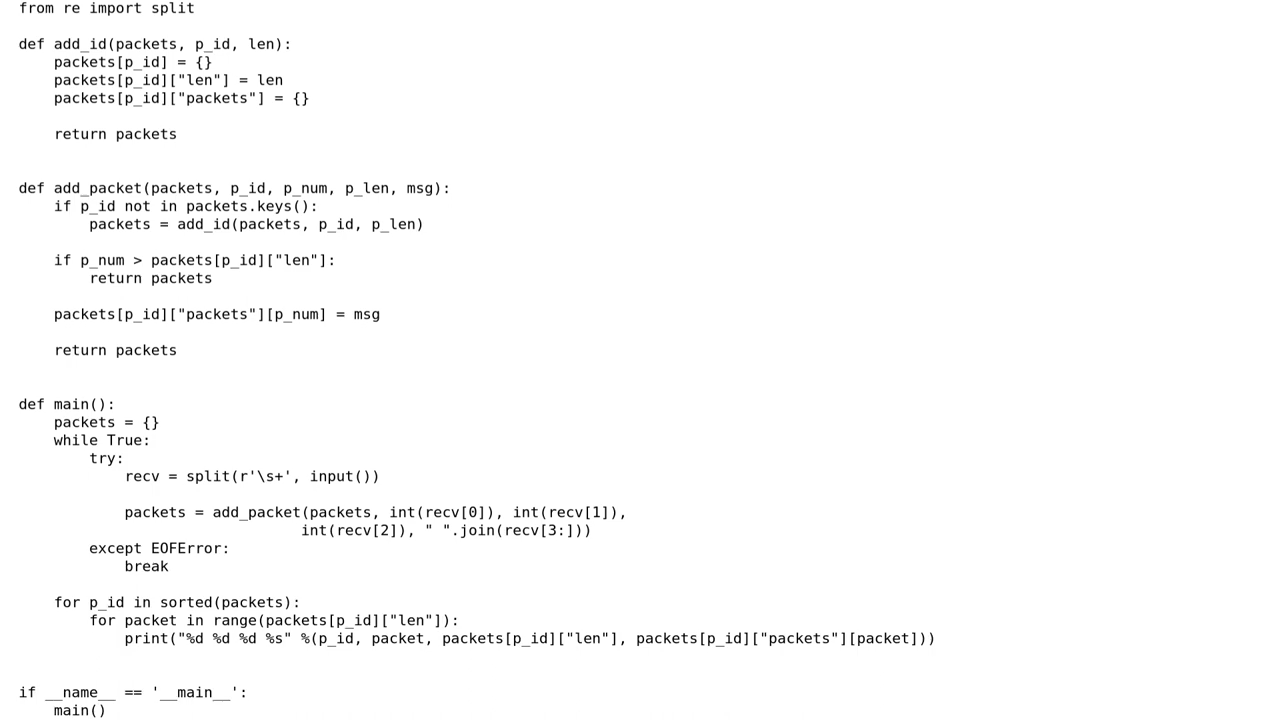 from re import split

def add_id(packets, p_id, len):
    packets[p_id] = {}
    packets[p_id]["len"] = len
    packets[p_id]["packets"] = {}

    return packets


def add_packet(packets, p_id, p_num, p_len, msg):
    if p_id not in packets.keys():
        packets = add_id(packets, p_id, p_len)

    if p_num > packets[p_id]["len"]:
        return packets

    packets[p_id]["packets"][p_num] = msg

    return packets


def main():
    packets = {}
    while True:
        try:
            recv = split(r'\s+', input())

            packets = add_packet(packets, int(recv[0]), int(recv[1]),
                                int(recv[2]), " ".join(recv[3:]))
        except EOFError:
            break

    for p_id in sorted(packets):
        for packet in range(packets[p_id]["len"]):
            print("%d %d %d %s" %(p_id, packet, packets[p_id]["len"], packets[p_id]["packets"][packet]))


if __name__ == '__main__':
    main()